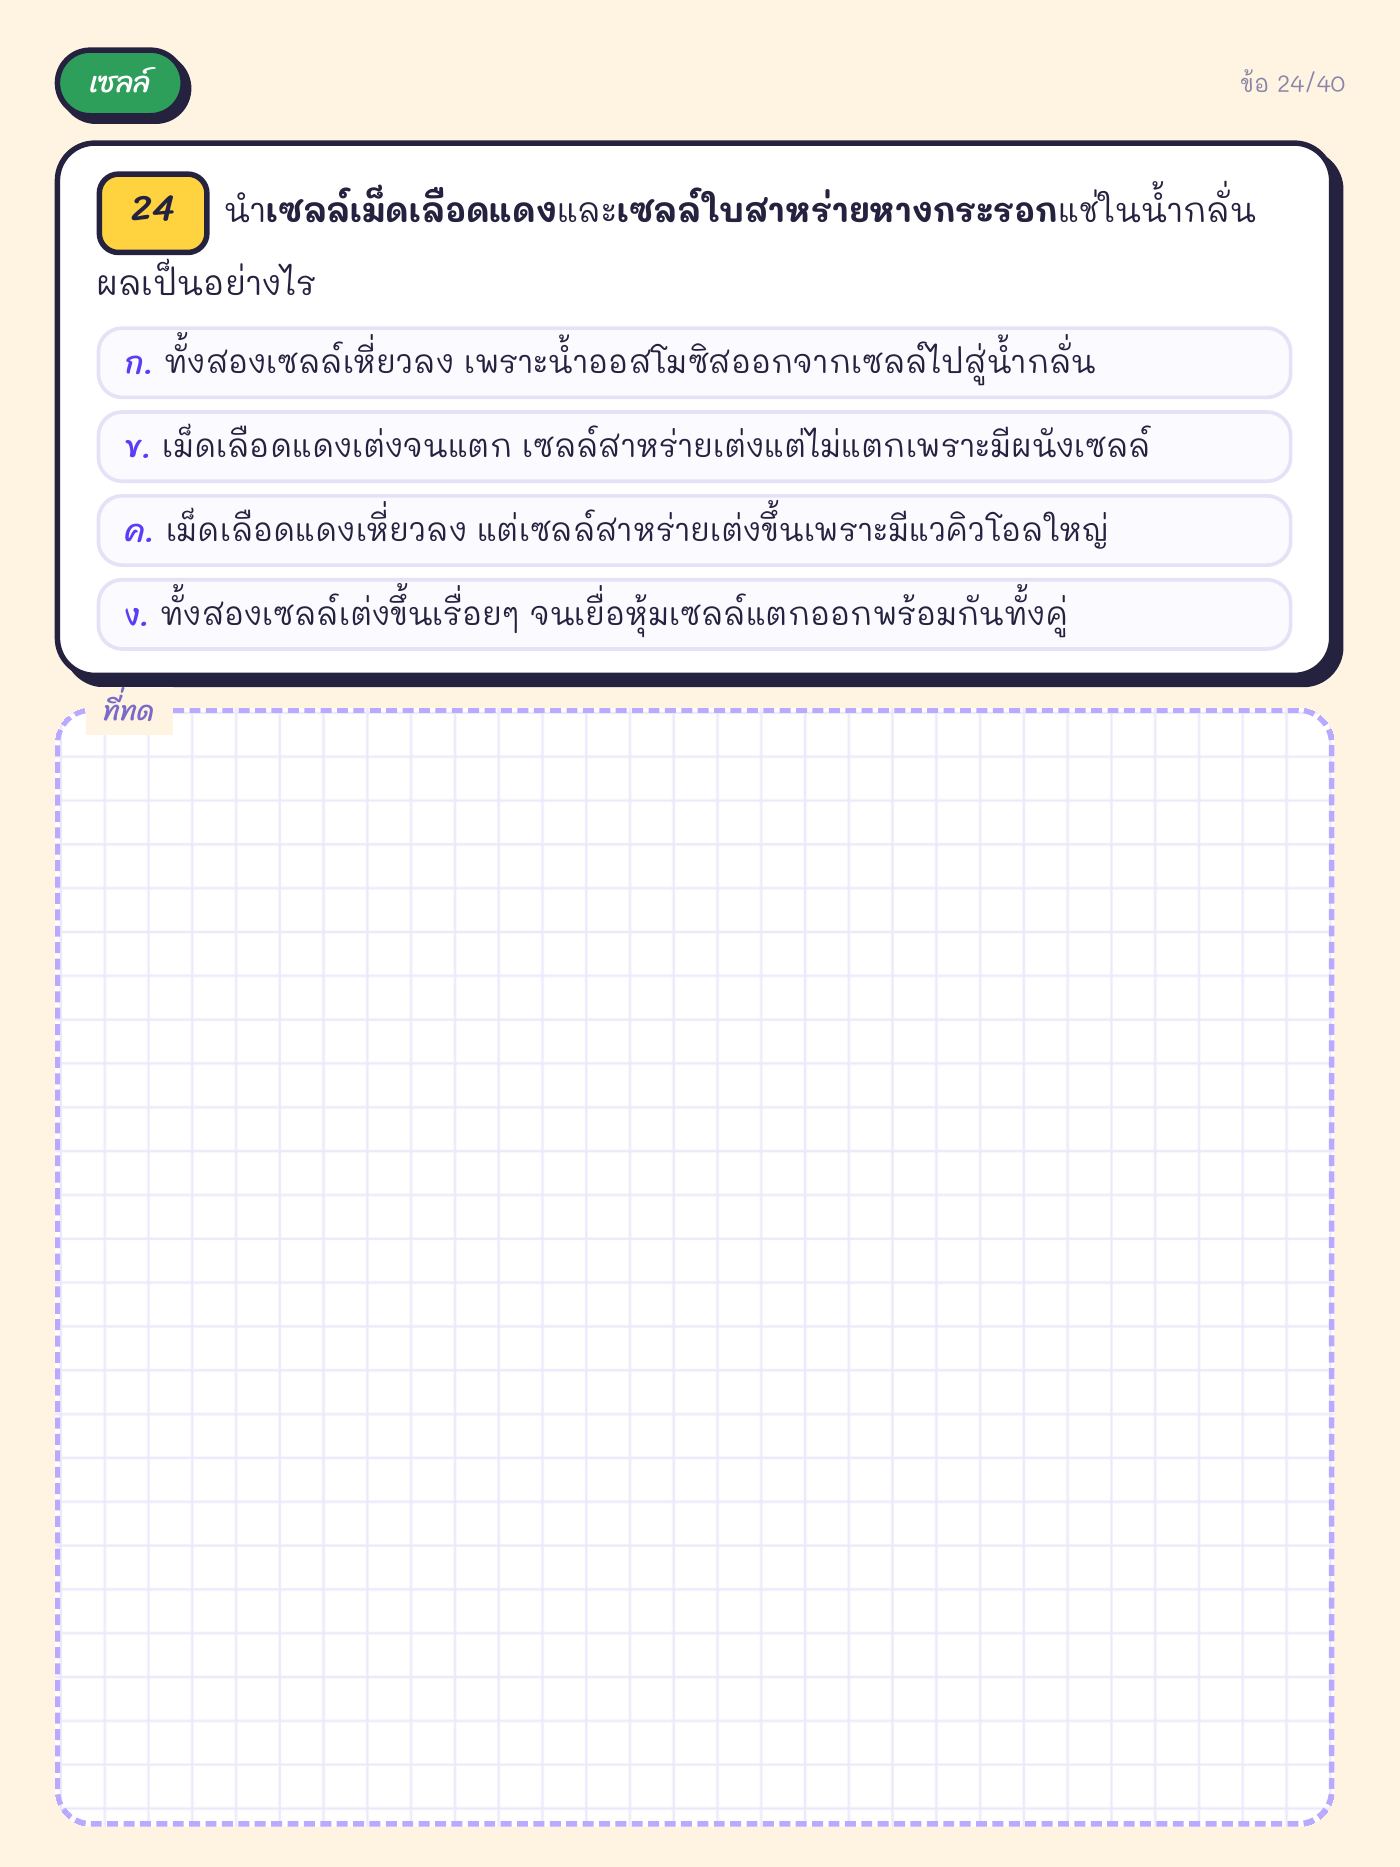 เซลล์
ข้อ 24/40
24 นำเซลล์เม็ดเลือดแดงและเซลล์ใบสาหร่ายหางกระรอกแช่ในน้ำกลั่น
ผลเป็นอย่างไร
ก. ทั้งสองเซลล์เหี่ยวลง เพราะน้ำออสโมซิสออกจากเซลล์ไปสู่น้ำกลั่น
ข. เม็ดเลือดแดงเต่งจนแตก เซลล์สาหร่ายเต่งแต่ไม่แตกเพราะมีผนังเซลล์
ค. เม็ดเลือดแดงเหี่ยวลง แต่เซลล์สาหร่ายเต่งขึ้นเพราะมีแวคิวโอลใหญ่
ง. ทั้งสองเซลล์เต่งขึ้นเรื่อยๆ จนเยื่อหุ้มเซลล์แตกออกพร้อมกันทั้งคู่
ที่ทด